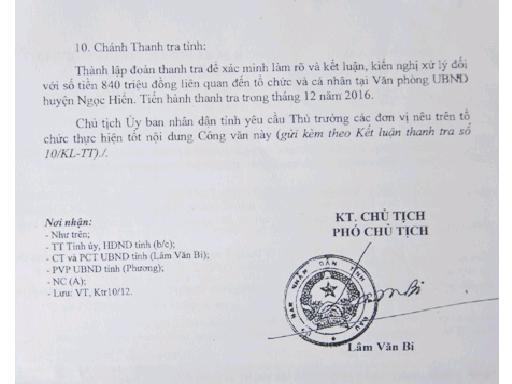 10. Chánh Thanh tra tỉnh:
Thành lập đoàn thanh tra để xác minh làm rõ và kết luận, kiến nghị xử lý đối
với số tiền 840 triệu đồng liên quan đến tổ chức và cá nhân tại Văn phòng UBND
huyện Ngọc Hiển. Tiến hành thanh tra trong tháng 12 năm 2016.
Chủ tịch Ủy ban nhân dân tỉnh yêu cầu Thủ trưởng các đơn vị nêu trên tổ
chức thực hiện tốt nội dung Công văn này (gửi kèm theo Kết luận thanh tra số
10/KL-TT)./.
KT. CHỦ TỊCH
PHÓ CHỦ TỊCH
Nơi nhận:
- Như trên;
- TT Tỉnh ủy, HĐND tỉnh (b/c);
- CT và PCT UBND tỉnh (Lâm Văn Bi);
- PVP UBND tỉnh (Phương);
- NC (A);
- Lưu: VT, Ktr10/12.
BAN NHÂN DÂN TỈNH
Lâm Văn Bi